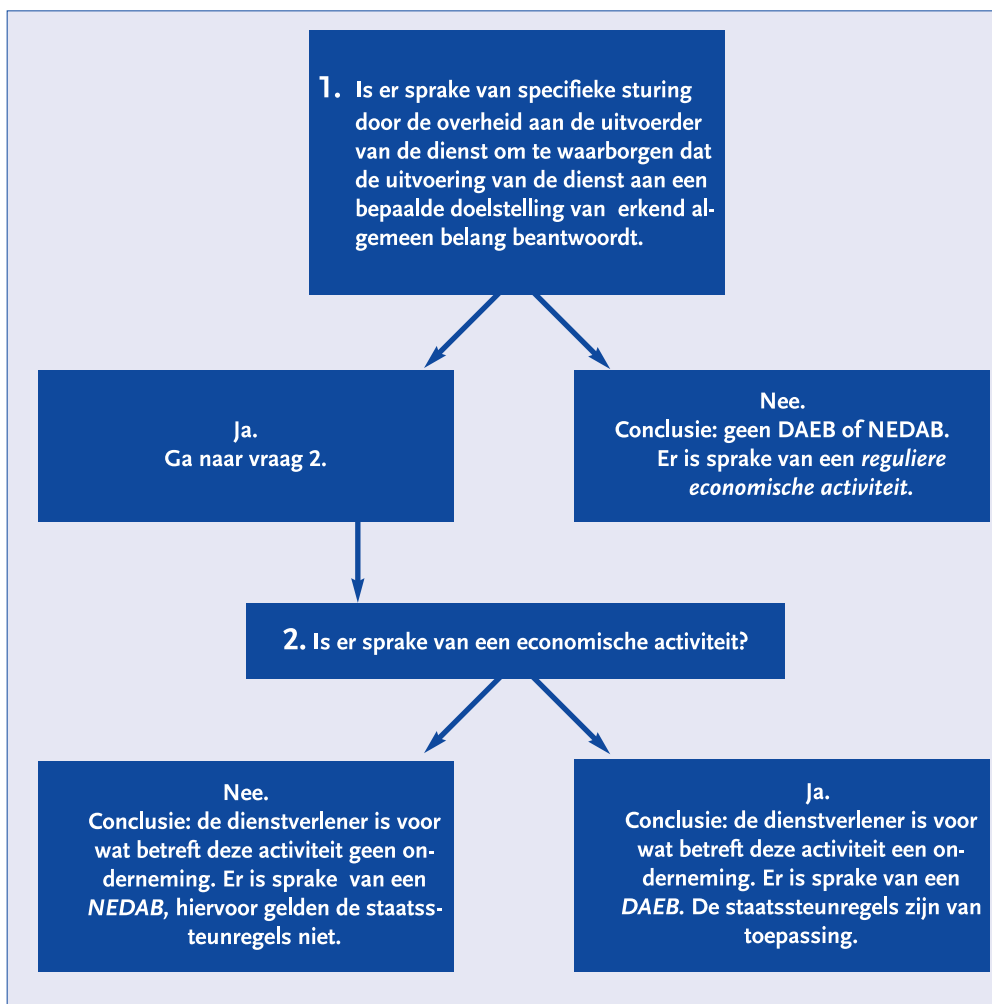 1. Is er sprake van specifieke sturing
door de overheid aan de uitvoerder
van de dienst om te waarborgen dat
de uitvoering van de dienst aan een
bepaalde doelstelling van erkend al-
gemeen belang beantwoordt.
Ja.
Ga naar vraag 2.
Nee.
Conclusie: geen DAEB of NEDAB.
Er is sprake van een reguliere
economische activiteit.
2. Is er sprake van een economische activiteit?
Nee.
Conclusie: de dienstverlener is voor
wat betreft deze activiteit geen on-
derneming. Er is sprake van een
NEDAB, hiervoor gelden de staatss-
teunregels niet.
Ja.
Conclusie: de dienstverlener is voor
wat betreft deze activiteit een on-
derneming. Er is sprake van een
DAEB. De staatssteunregels zijn van
toepassing.